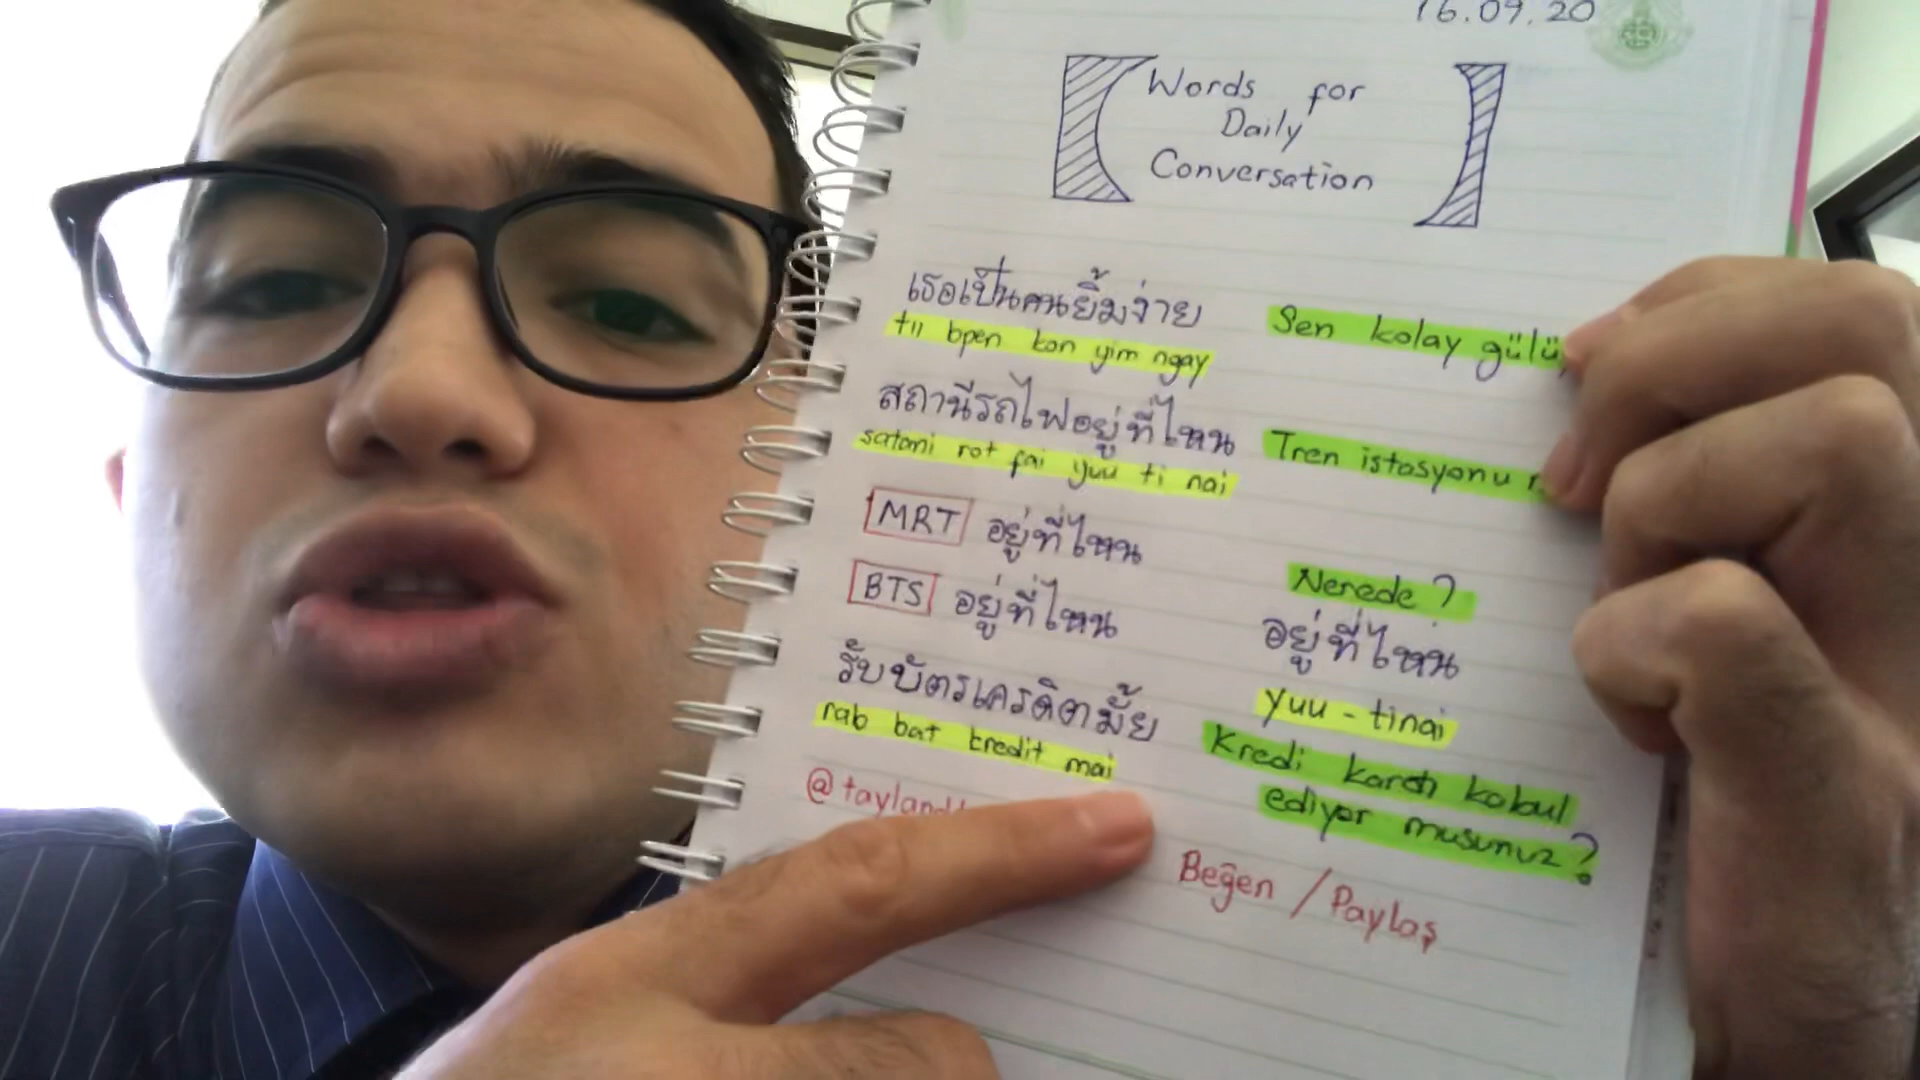 16.09.20
Words for
Daily
Conversation
เธอเป็นคนยิ้มง่าย
tıı bpen kon yim ngay
Sen kolay
สถานีรถไฟอยู่ที่ไหน
satani rot fai yuu ti nai
Tren istasyonu
MRT อยู่ที่ไหน
BTS อยู่ที่ไหน
Nerede?
อยู่ที่ไหน
yuu-tinai
รับบัตรเครดิตมั้ย
rab bat kredit mai
Kredi kartı kabul
ediyor musunuz?
Beğen / Paylaş